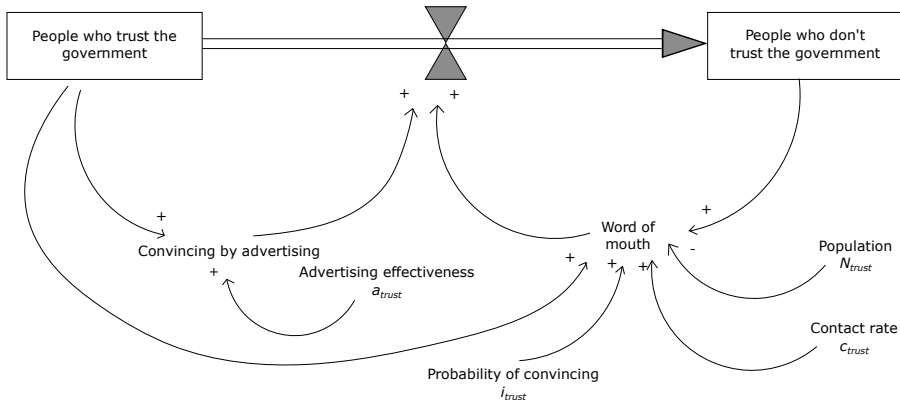 People who trust the
government
People who don't
trust the government
+
+
+
+
Convincing by advertising
+
Advertising effectiveness
a_trust
Word of
mouth
+
+
+
-
Population
N_trust
Contact rate
c_trust
Probability of convincing
i_trust